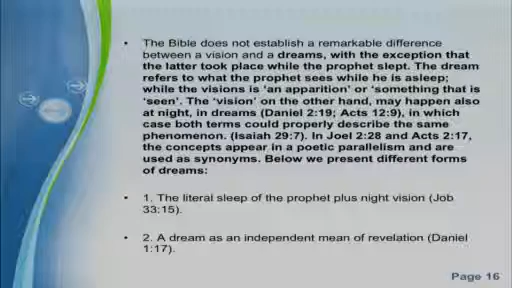 The Bible does not establish a remarkable difference
between a vision and a dreams, with the exception that
the latter took place while the prophet slept. The dream
refers to what the prophet sees while he is asleep;
while the visions is ‘an apparition’ or ‘something that is
‘seen’. The ‘vision’ on the other hand, may happen also
at night, in dreams (Daniel 2:19; Acts 12:9), in which
case both terms could properly describe the same
phenomenon. (Isaiah 29:7). In Joel 2:28 and Acts 2:17,
the concepts appear in a poetic parallelism and are
used as synonyms. Below we present different forms
of dreams:
1. The literal sleep of the prophet plus night vision (Job
33:15).
2. A dream as an independent mean of revelation (Daniel
1:17).
Page 16